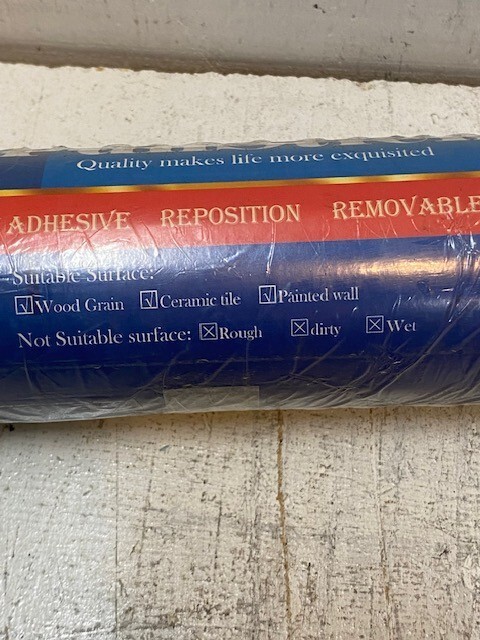 Quality makes life more exquisited
ADHESIVE REPOSITION REMOVABLE
Suitable Surface:
☑Wood Grain ☑Ceramic tile ☑Painted wall
Not Suitable surface: ☒Rough ☒dirty ☒Wet